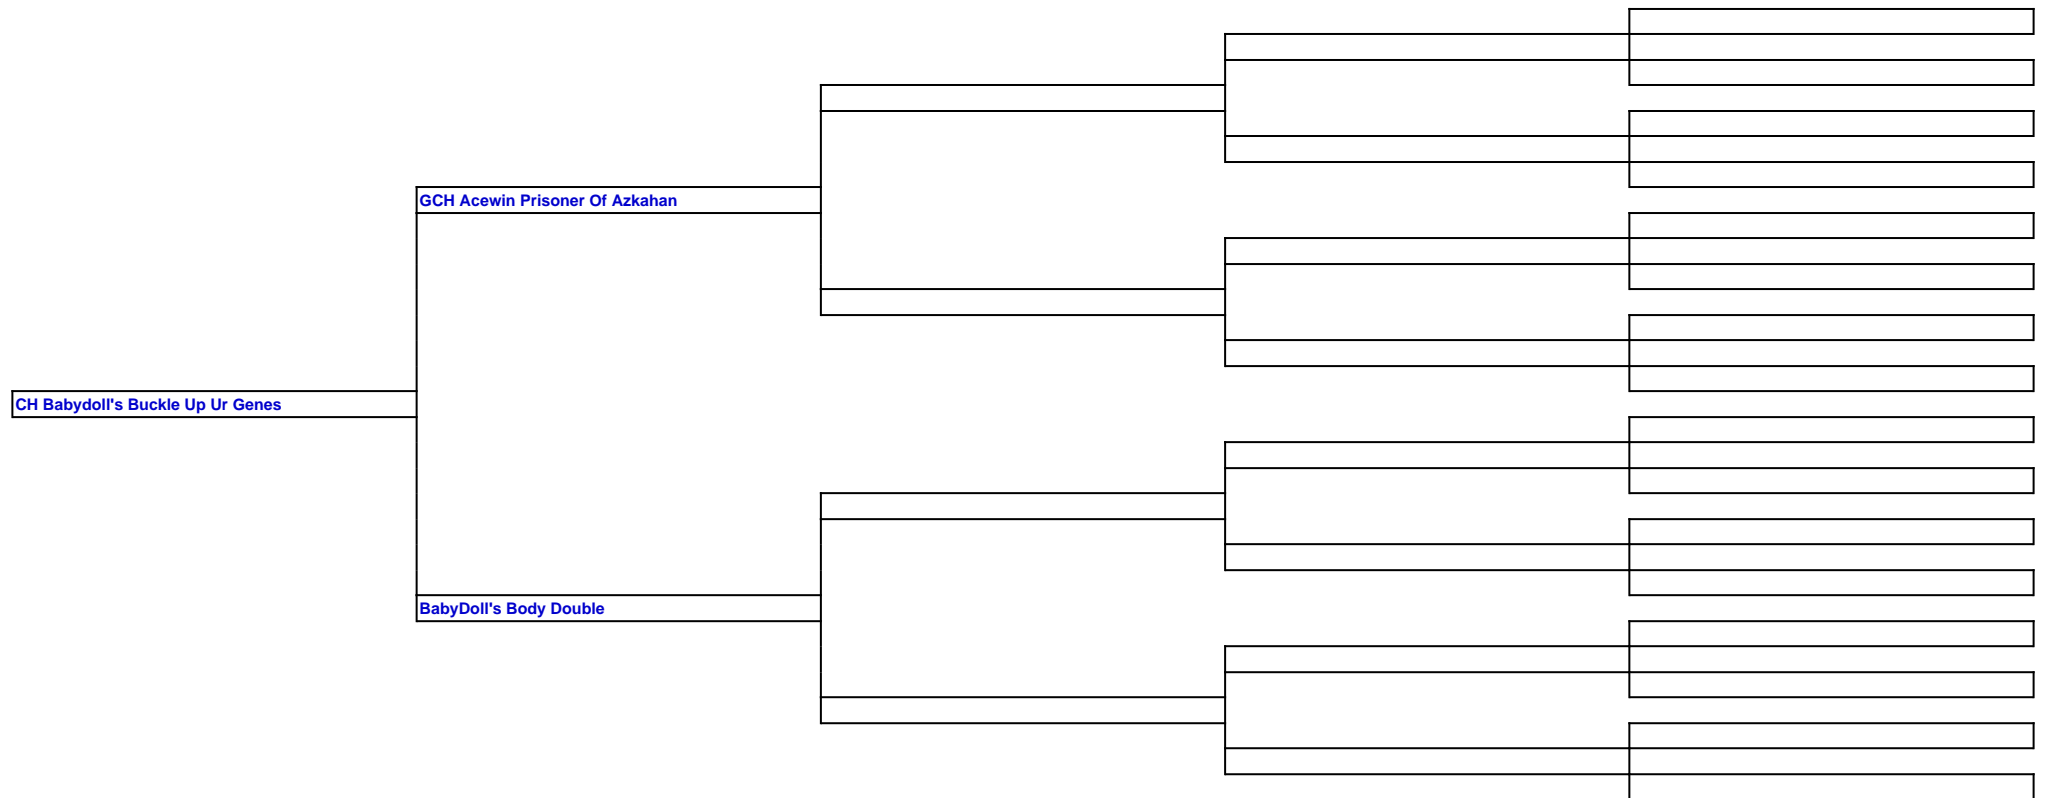 GCH Acewin Prisoner Of Azkahan
CH Babydoll's Buckle Up Ur Genes
BabyDoll's Body Double